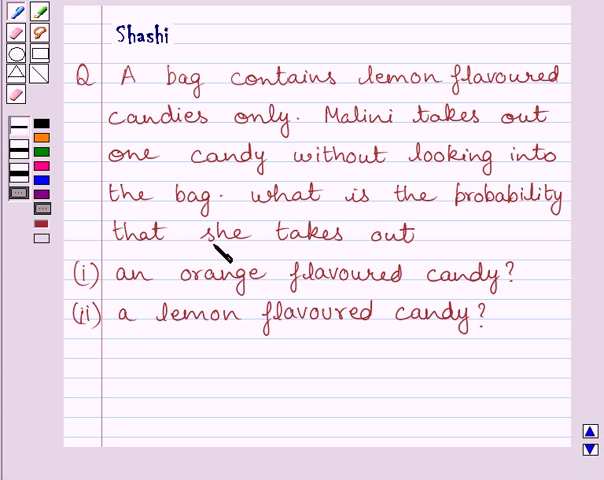 Shashi
Q A bag contains lemon flavoured
candies only. Malini takes out
one candy without looking into
the bag. what is the probability
that she takes out
(i) an orange flavoured candy?
(ii) a lemon flavoured candy?